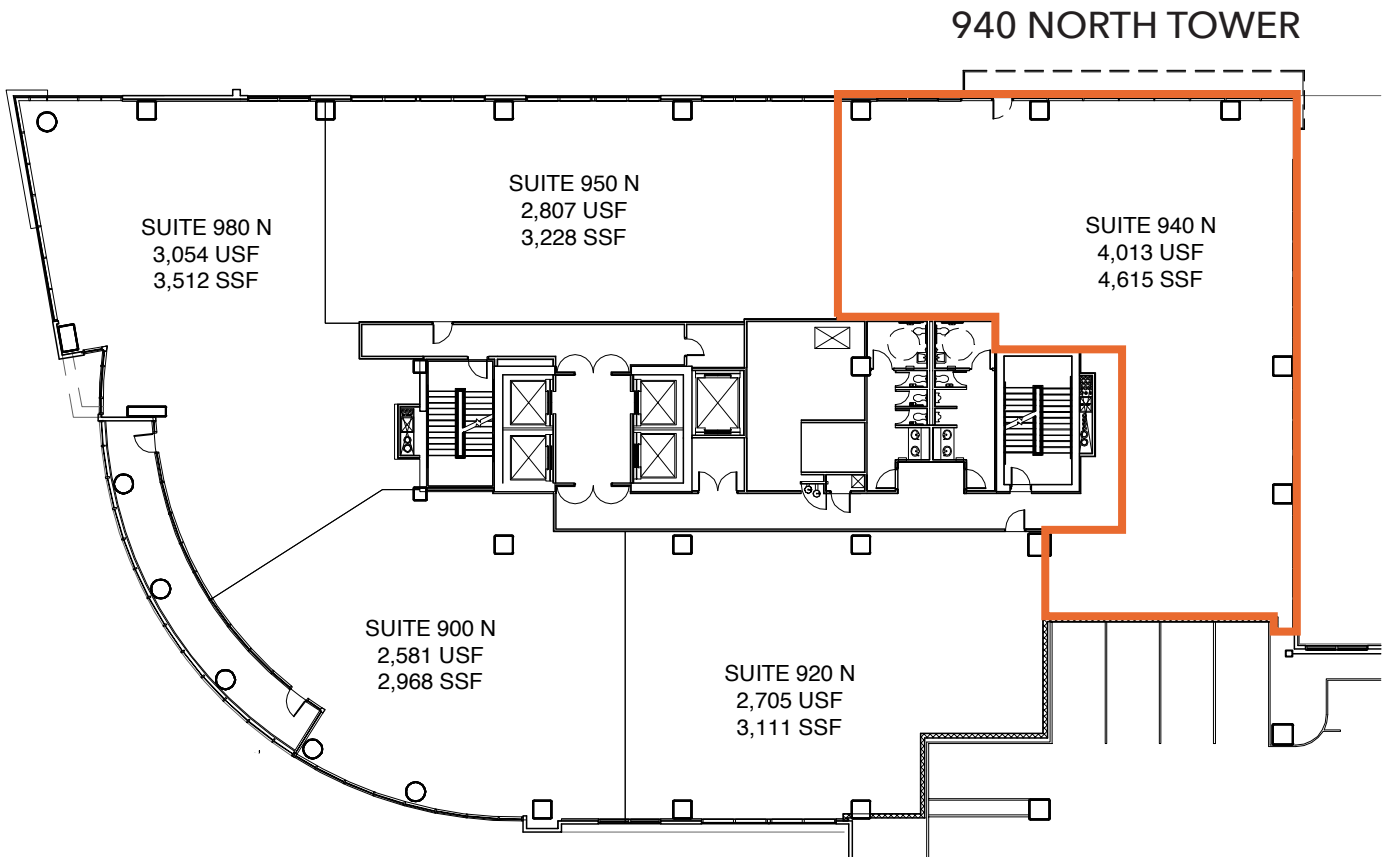 940 NORTH TOWER
SUITE 950 N
2,807 USF
3,228 SSF
SUITE 980 N
3,054 USF
3,512 SSF
SUITE 940 N
4,013 USF
4,615 SSF
SUITE 900 N
2,581 USF
2,968 SSF
SUITE 920 N
2,705 USF
3,111 SSF